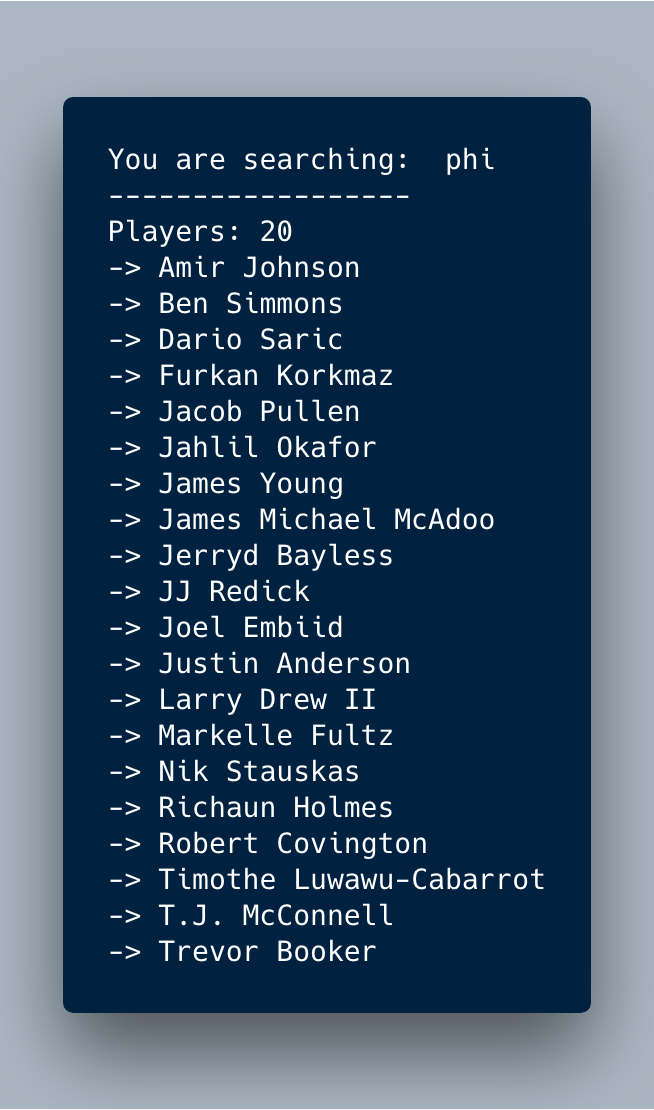 You are searching:  phi
------------------
Players: 20
-> Amir Johnson
-> Ben Simmons
-> Dario Saric
-> Furkan Korkmaz
-> Jacob Pullen
-> Jahlil Okafor
-> James Young
-> James Michael McAdoo
-> Jerryd Bayless
-> JJ Redick
-> Joel Embiid
-> Justin Anderson
-> Larry Drew II
-> Markelle Fultz
-> Nik Stauskas
-> Richaun Holmes
-> Robert Covington
-> Timothe Luwawu-Cabarrot
-> T.J. McConnell
-> Trevor Booker